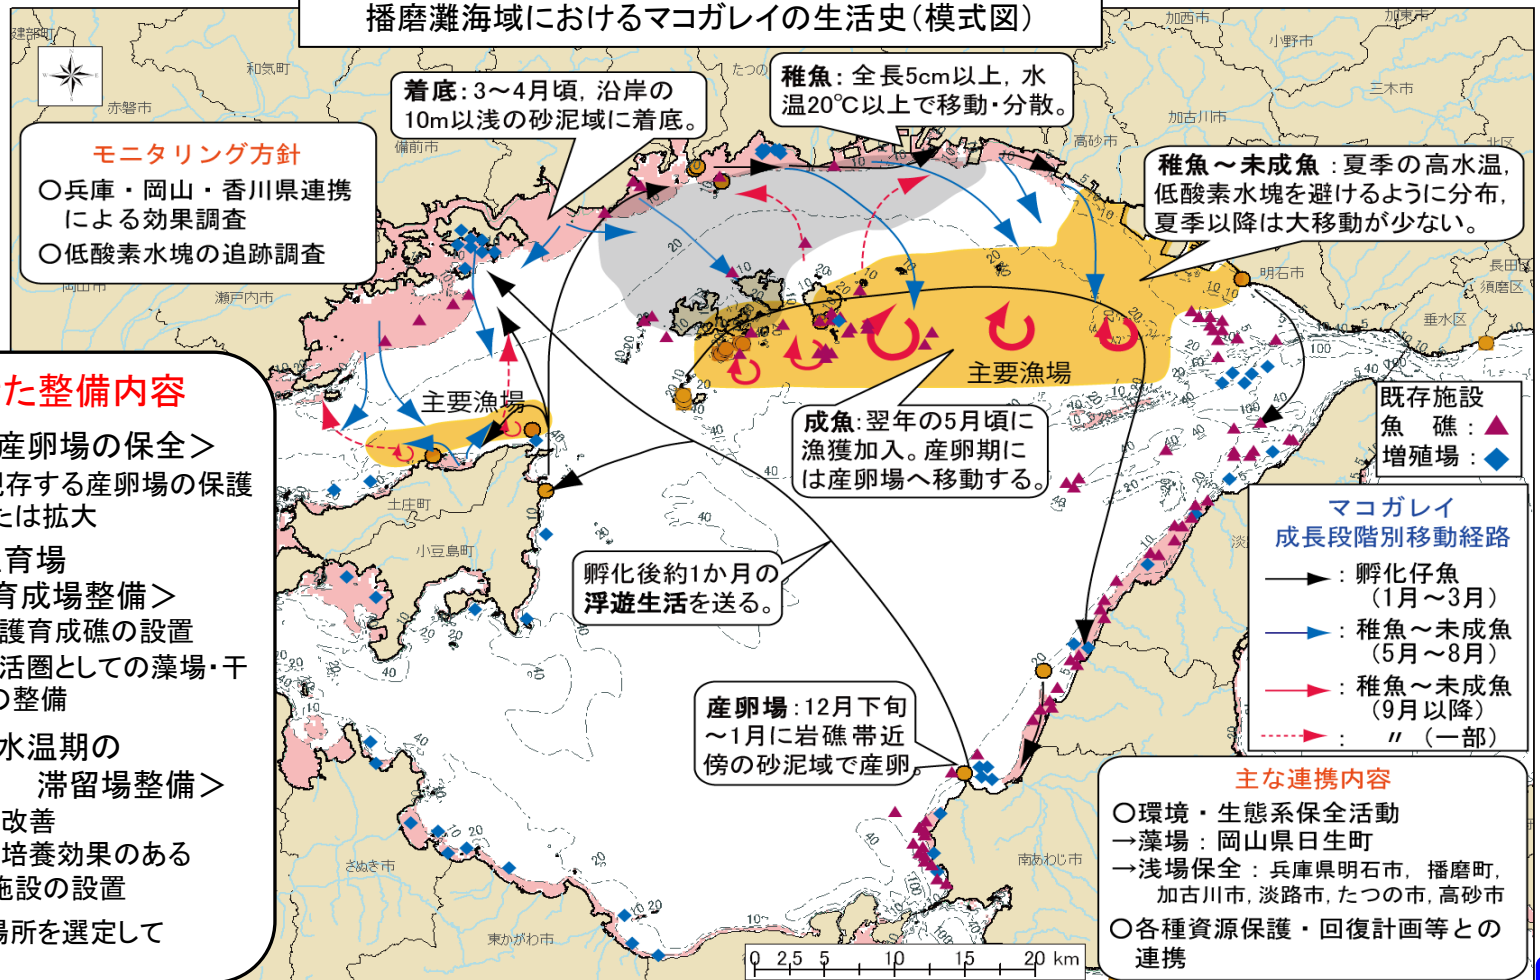 播磨灘海域におけるマコガレイの生活史(模式図)
建部町
和気町
赤磐市
備前市
岡山市
瀬戸内市
たつの
加西市
加東市
小野市
三木市
加古川市
高砂市
北区
明石市
長田区
須磨区
垂水区
着底：3～4月頃，沿岸の
10m以浅の砂泥域に着底。
稚魚：全長5cm以上，水
温20℃以上で移動・分散。
モニタリング方針
○兵庫・岡山・香川県連携
による効果調査
○低酸素水塊の追跡調査
稚魚～未成魚：夏季の高水温，
低酸素水塊を避けるように分布，
夏季以降は大移動が少ない。
主要漁場
主要漁場
成魚：翌年の5月頃に
漁獲加入。産卵期に
は産卵場へ移動する。
既存施設
魚　礁：
増殖場：
た整備内容
産卵場の保全＞
現存する産卵場の保護
たは拡大
育場
育成場整備＞
護育成礁の設置
活圏としての藻場・干
の整備
水温期の
滞留場整備＞
改善
培養効果のある
施設の設置
場所を選定して
土庄町
小豆島町
孵化後約1か月の
浮遊生活を送る。
マコガレイ
成長段階別移動経路
：孵化仔魚
（1月～3月）
：稚魚～未成魚
（5月～8月）
：稚魚～未成魚
（9月以降）
：　〃　（一部）
産卵場：12月下旬
～1月に岩礁帯近
傍の砂泥域で産卵。
さぬき市
東かがわ市
南あわじ市
淡
主な連携内容
○環境・生態系保全活動
→藻場：岡山県日生町
→浅場保全：兵庫県明石市，播磨町，
加古川市，淡路市，たつの市，高砂市
○各種資源保護・回復計画等との
連携
0 2.5 5 10 15 20 km